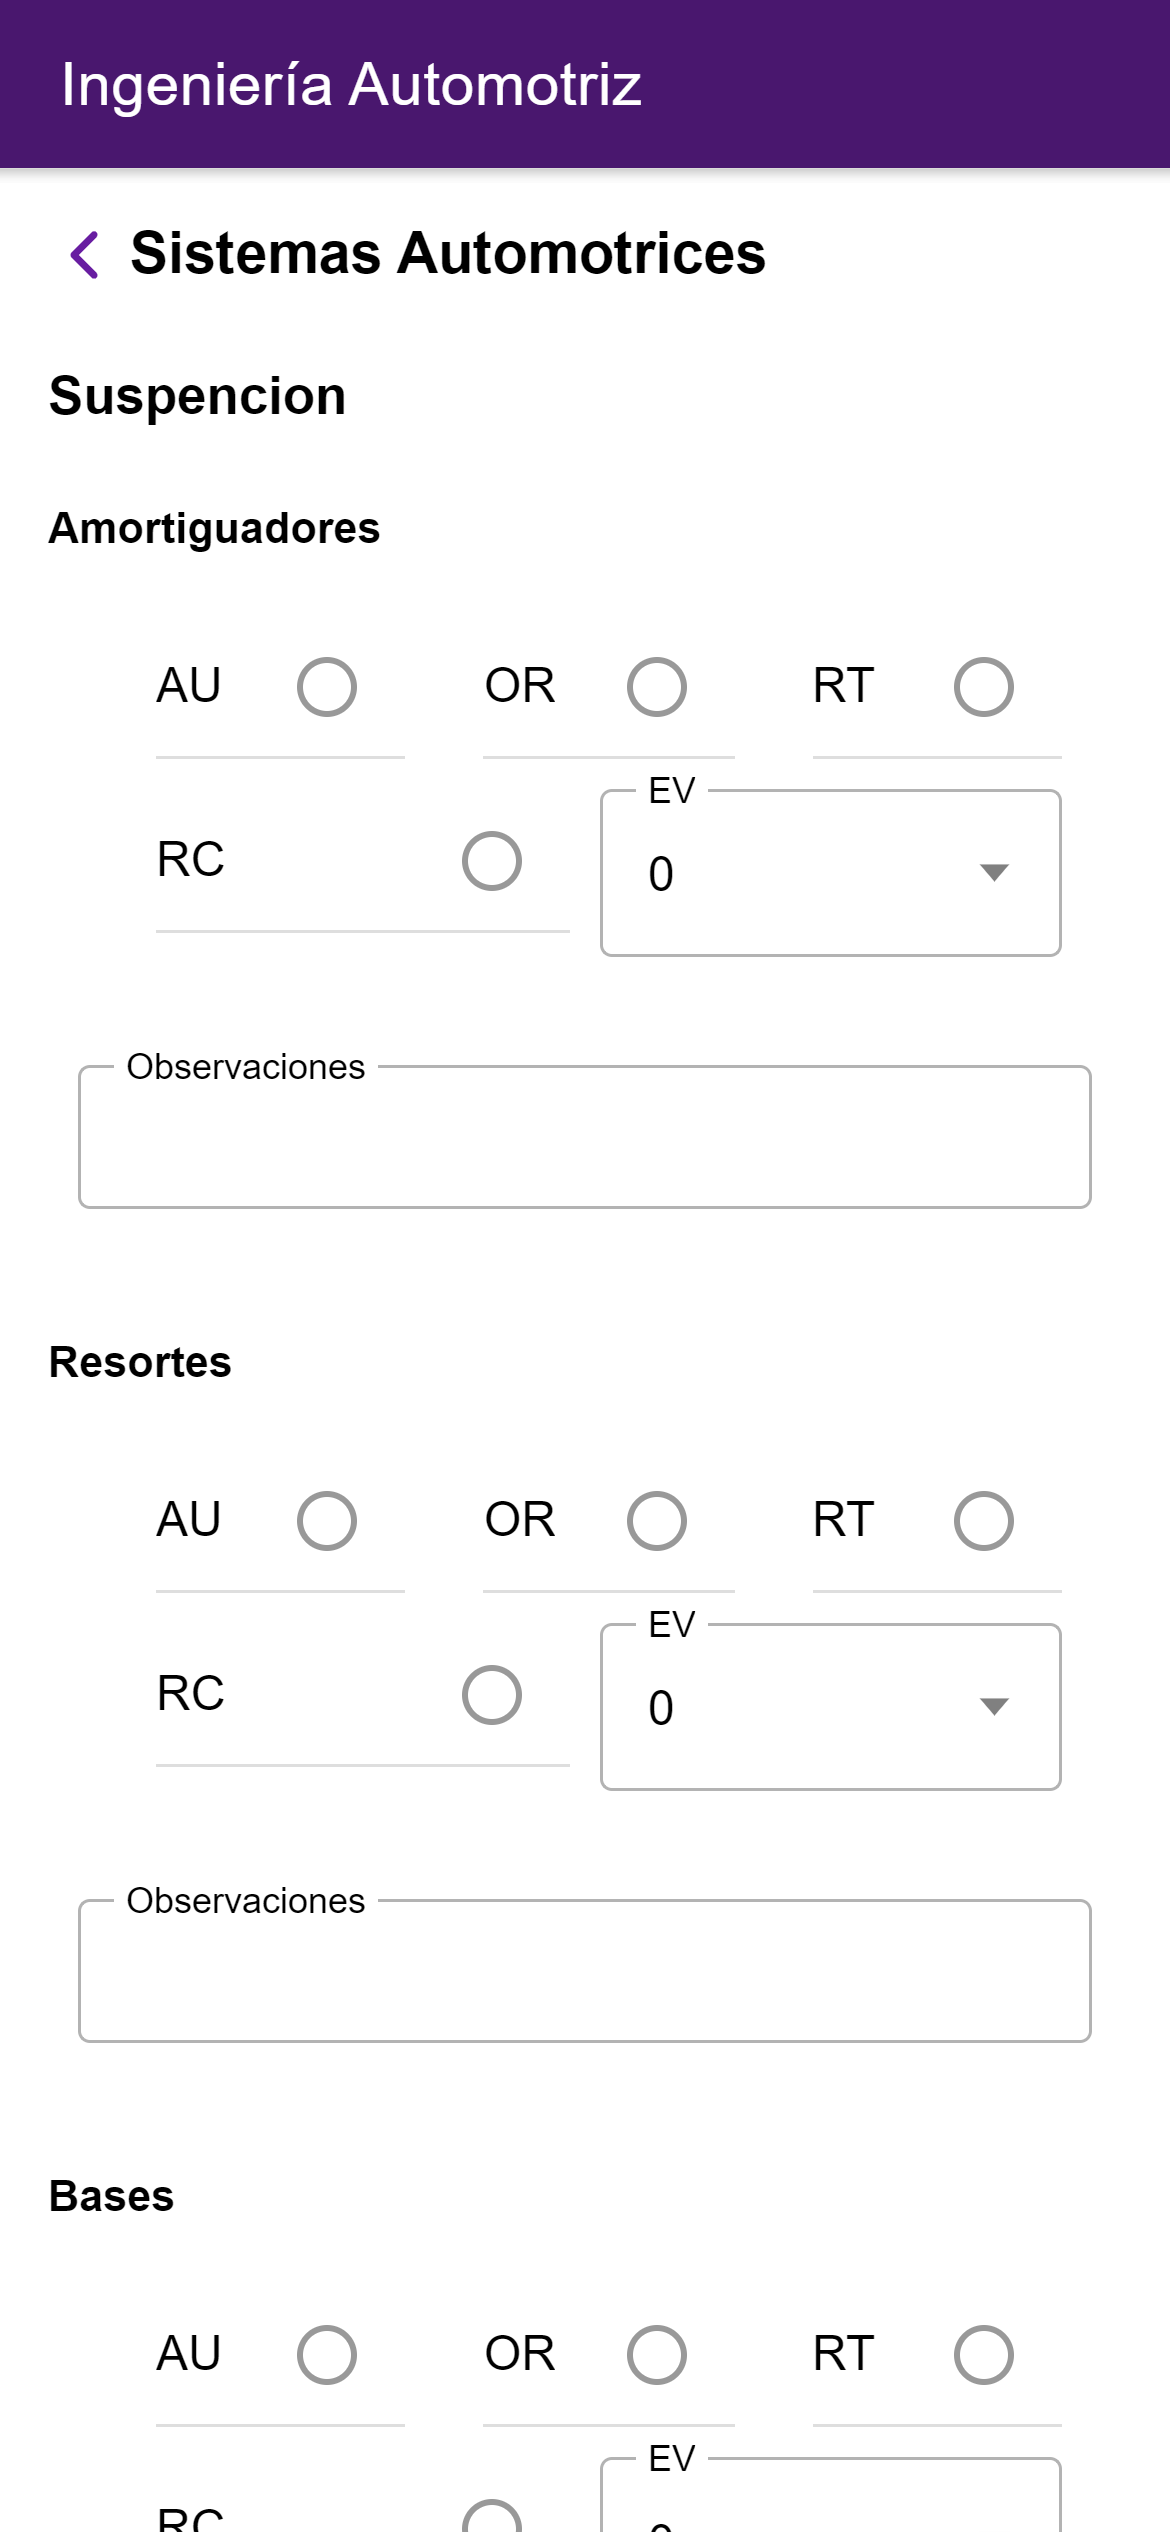 Ingeniería Automotriz
Sistemas Automotrices
Suspencion
Amortiguadores
AU OR RT
EV
RC 0
Observaciones
Resortes
AU OR RT
EV
RC 0
Observaciones
Bases
AU OR RT
EV
RC 0